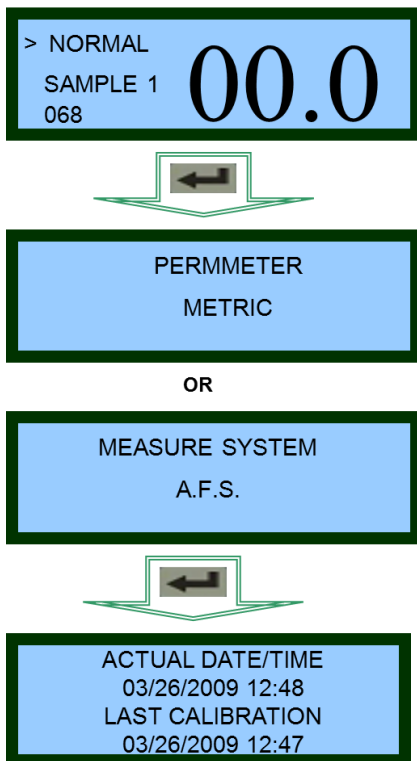 > NORMAL
SAMPLE 1
068
00.0
PERMMETER
METRIC
OR
MEASURE SYSTEM
A.F.S.
ACTUAL DATE/TIME
03/26/2009 12:48
LAST CALIBRATION
03/26/2009 12:47